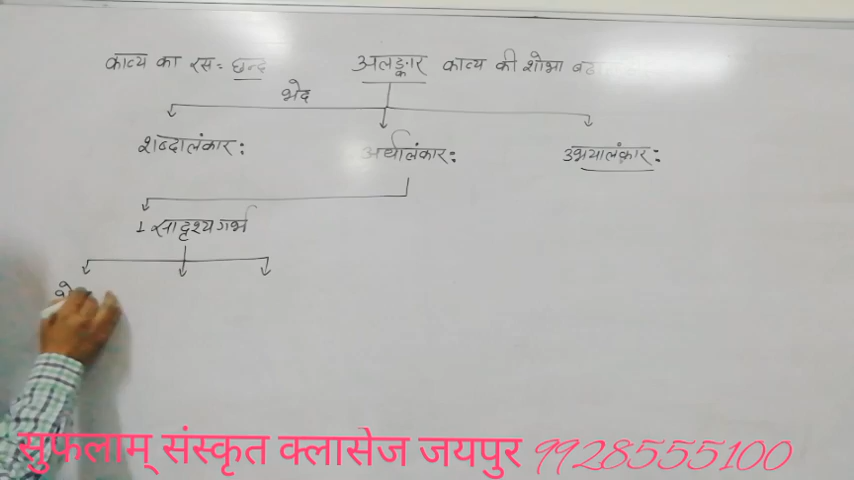 काव्य का रस = छन्द अलङ्कार काव्य की शोभा
भेद
शब्दालंकार: अर्थालंकार: उभयालंकार:
1 सादृश्यगर्भ
सुफलाम् संस्कृत क्लासेज जयपुर 9928555100